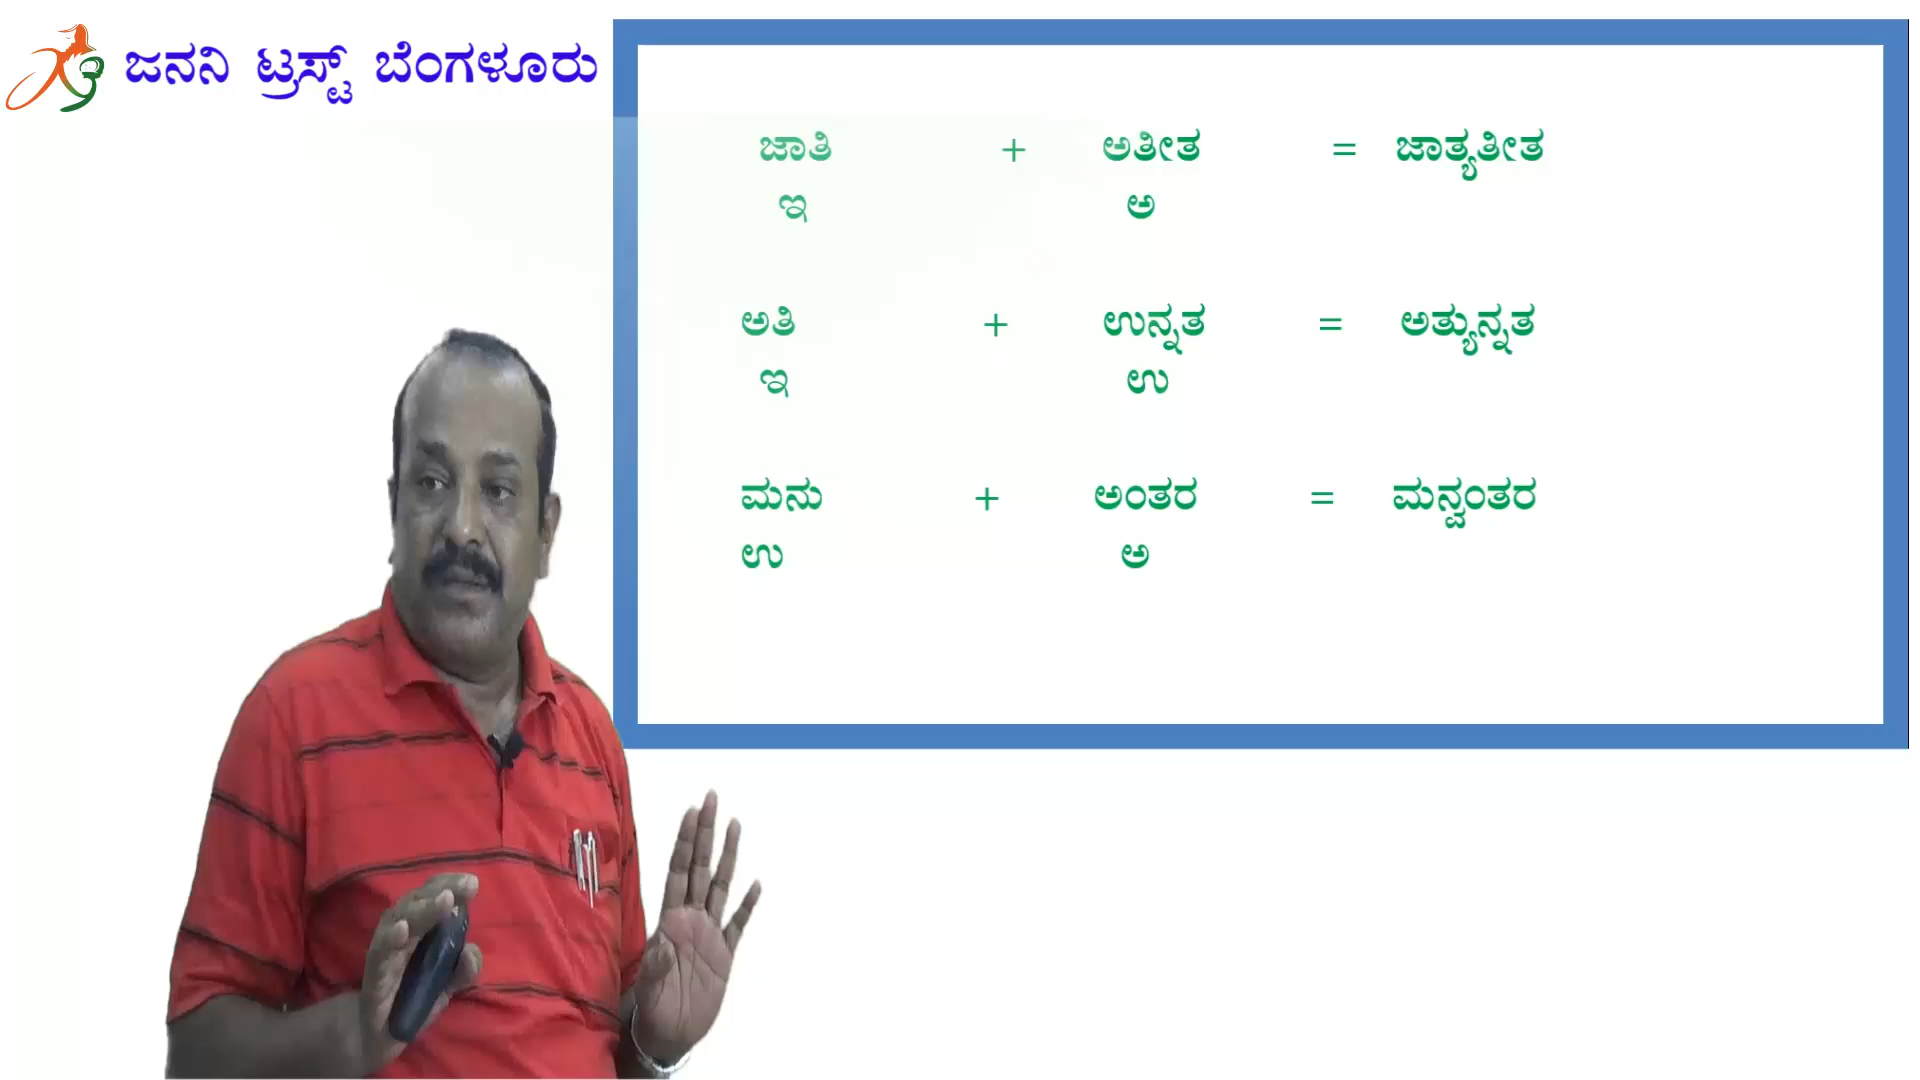 ಜನನಿ ಟ್ರಸ್ಟ್ ಬೆಂಗಳೂರು
ಜಾತಿ + ಅತೀತ = ಜಾತ್ಯತೀತ
ಇ ಅ
ಅತಿ + ಉನ್ನತ = ಅತ್ಯುನ್ನತ
ಇ ಉ
ಮನು + ಅಂತರ = ಮನ್ವಂತರ
ಉ ಅ